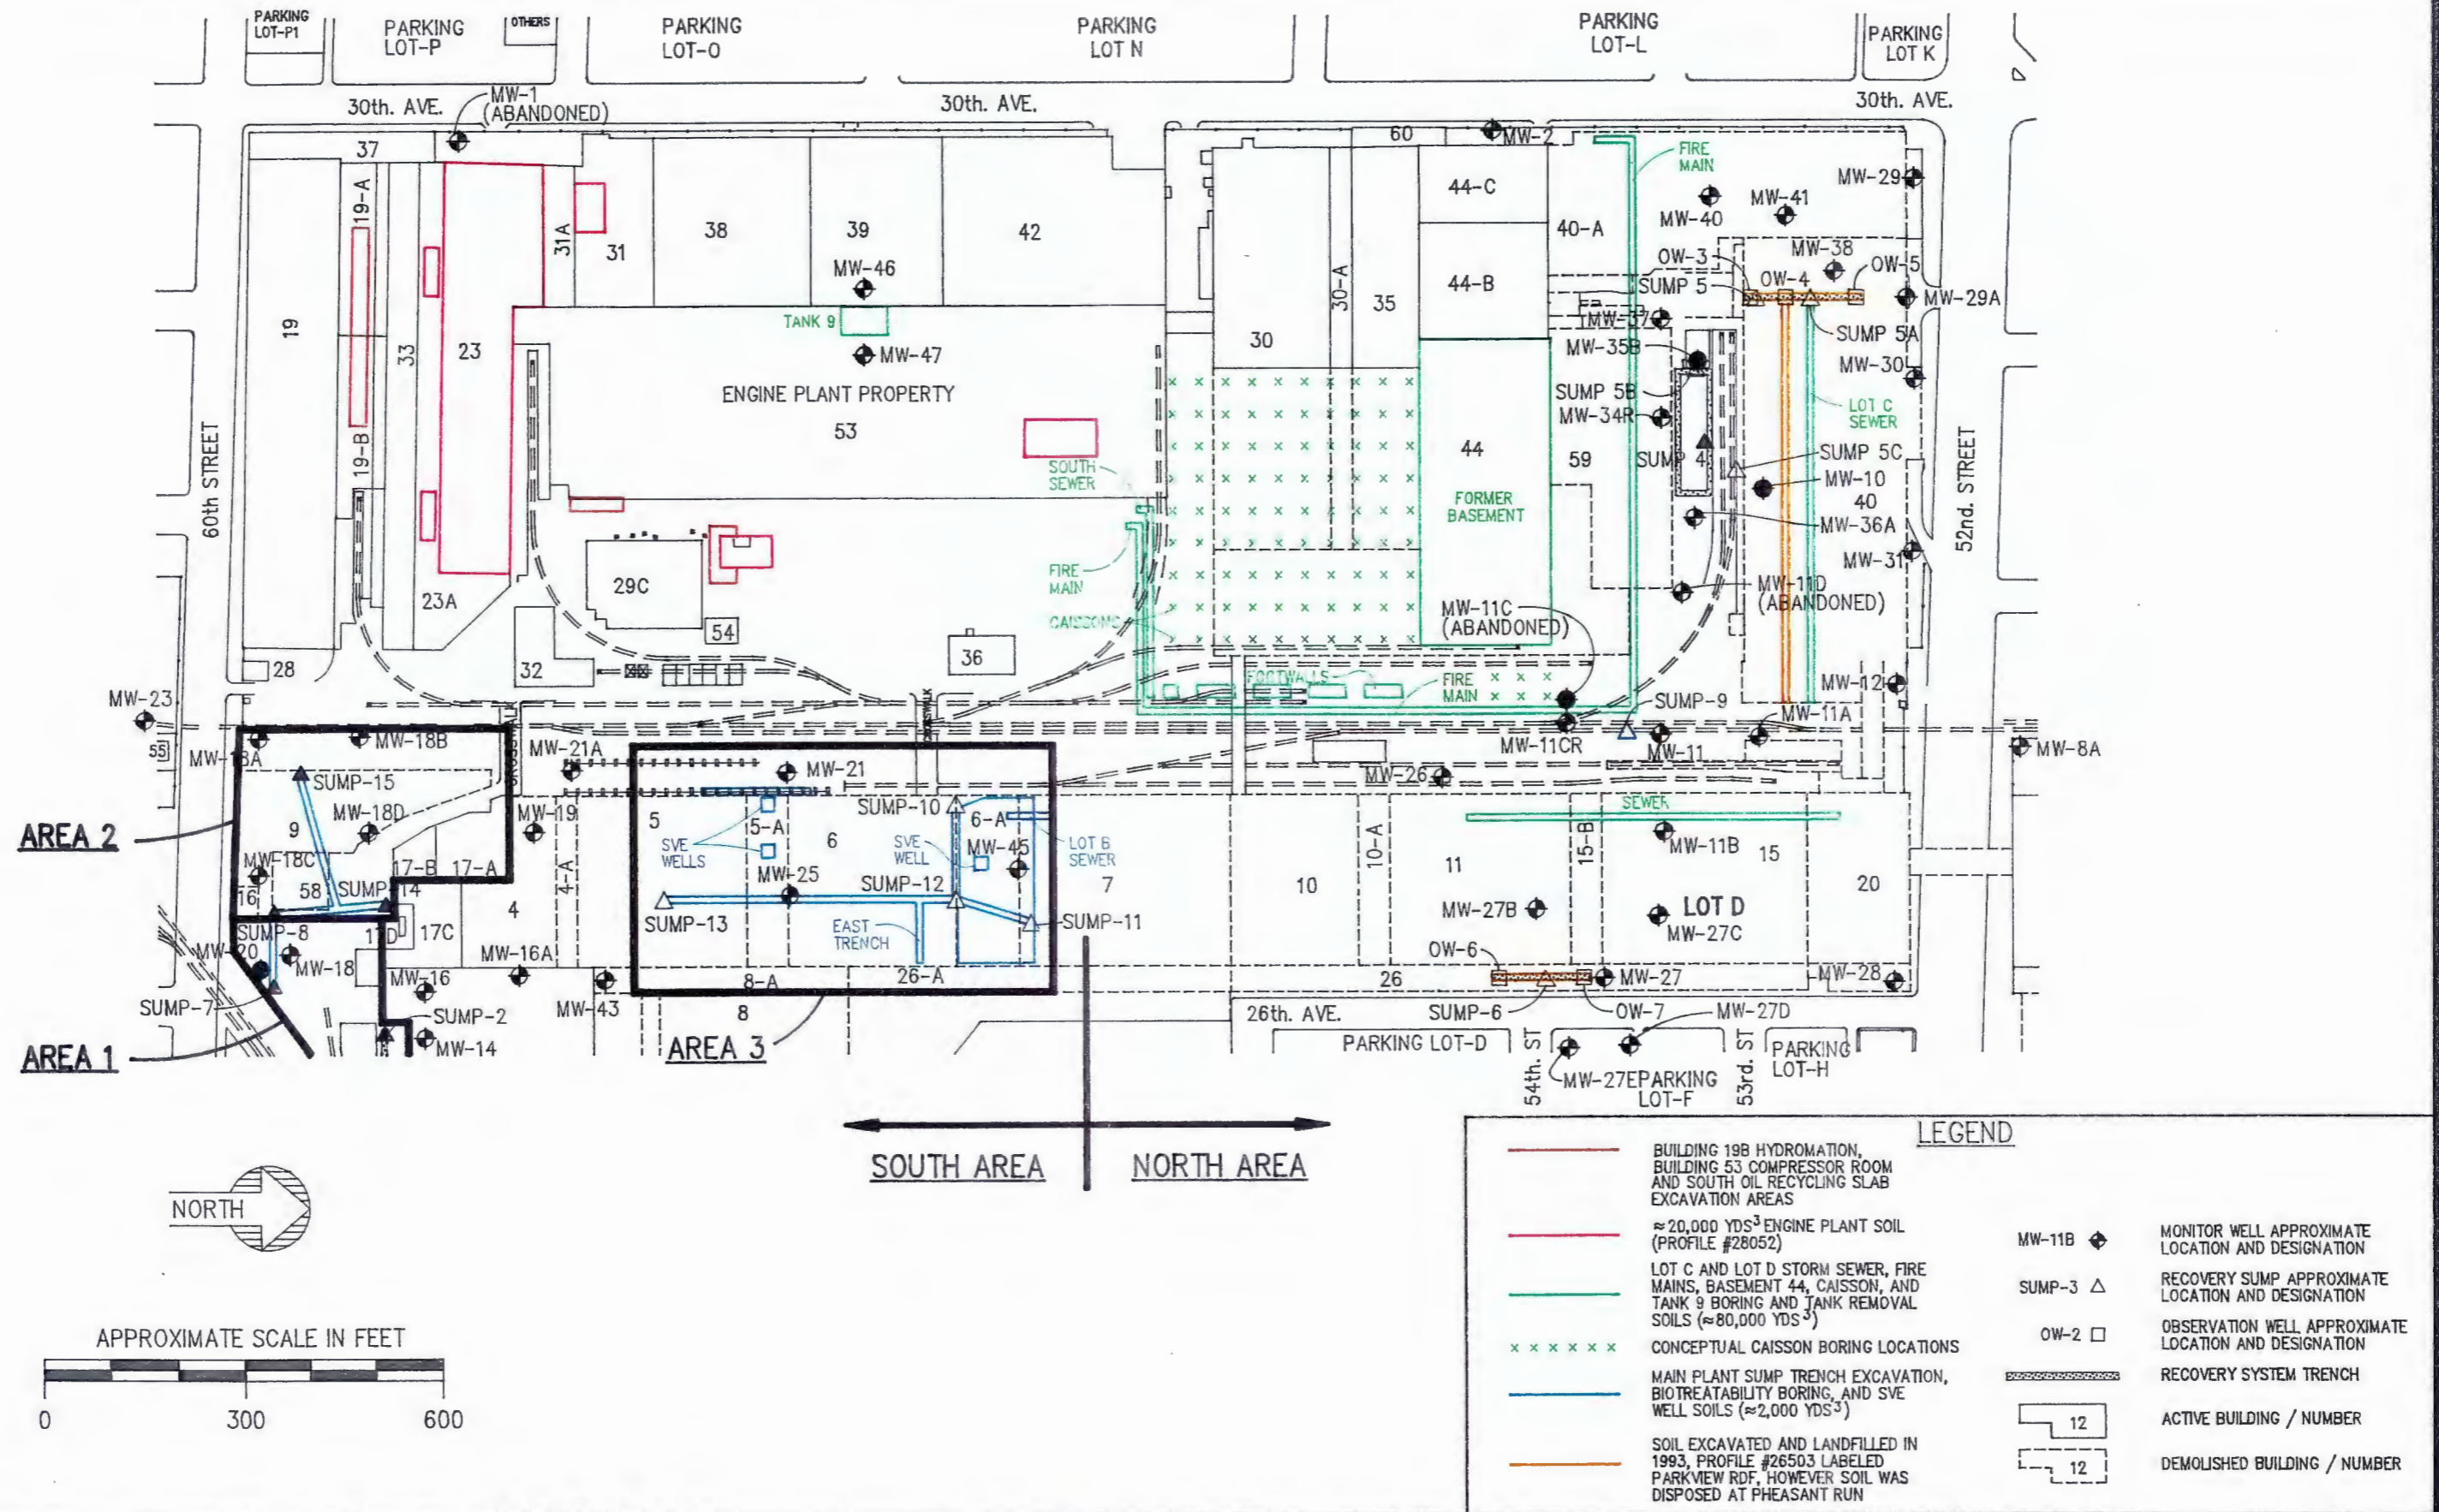 PARKING
LOT-P1
PARKING
LOT-P
OTHERS
PARKING
LOT-O
PARKING
LOT N
PARKING
LOT-L
PARKING
LOT K
30th. AVE.
MW-1
(ABANDONED)
30th. AVE.
30th. AVE.
37
60
MW-2
FIRE
MAIN
19-A
31A
31
38
39
42
44-C
40-A
MW-40
MW-41
MW-29
MW-46
MW-38
OW-3
OW-4
OW-5
SUMP 5
MW-29A
19
33
23
TANK 9
MW-47
30
30-A
35
44-B
MW-37
SUMP 5A
MW-35B
MW-30
ENGINE PLANT PROPERTY
53
SUMP 5B
MW-34R
LOT C
SEWER
60th STREET
19-B
SOUTH
SEWER
44
59
SUMP 4
SUMP 5C
MW-10
40
FORMER
BASEMENT
MW-36A
52nd. STREET
MW-31
FIRE
MAIN
29C
23A
MW-11D
(ABANDONED)
MW-11C
(ABANDONED)
CAISSONS
54
36
28
32
FOOTWALLS
FIRE
MAIN
MW-12
MW-23
SUMP-9
MW-11A
CROSSWALK
55
MW-18A
MW-18B
MW-21A
MW-21
MW-11CR
MW-11
MW-8A
MW-26
SUMP-15
AREA 2
9
MW-18D
MW-19
5
5-A
6
SUMP-10
6-A
SEWER
SVE
WELLS
SVE
WELL
MW-45
LOT B
SEWER
MW-11B
15
15-B
10-A
11
10
20
MW-18C
17-B
17-A
4-A
MW-25
16
58
SUMP-14
4
SUMP-12
7
SUMP-13
EAST
TRENCH
SUMP-11
MW-27B
LOT D
MW-27C
SUMP-8
17D
17C
MW-20
MW-18
MW-16
MW-16A
OW-6
MW-27
MW-28
26
8-A
26-A
SUMP-7
SUMP-2
MW-43
8
26th. AVE.
SUMP-6
OW-7
MW-27D
AREA 1
MW-14
AREA 3
PARKING LOT-D
54th. ST
53rd. ST
PARKING
LOT-H
MW-27E
PARKING
LOT-F
SOUTH AREA
NORTH AREA
NORTH
APPROXIMATE SCALE IN FEET
0
300
600
LEGEND
BUILDING 19B HYDROMATION,
BUILDING 53 COMPRESSOR ROOM
AND SOUTH OIL RECYCLING SLAB
EXCAVATION AREAS
≈20,000 YDS³ ENGINE PLANT SOIL
(PROFILE #28052)
LOT C AND LOT D STORM SEWER, FIRE
MAINS, BASEMENT 44, CAISSON, AND
TANK 9 BORING AND TANK REMOVAL
SOILS (≈80,000 YDS³)
CONCEPTUAL CAISSON BORING LOCATIONS
MAIN PLANT SUMP TRENCH EXCAVATION,
BIOTREATABILITY BORING, AND SVE
WELL SOILS (≈2,000 YDS³)
SOIL EXCAVATED AND LANDFILLED IN
1993, PROFILE #26503 LABELED
PARKVIEW RDF, HOWEVER SOIL WAS
DISPOSED AT PHEASANT RUN
MW-11B
MONITOR WELL APPROXIMATE
LOCATION AND DESIGNATION
SUMP-3
RECOVERY SUMP APPROXIMATE
LOCATION AND DESIGNATION
OW-2
OBSERVATION WELL APPROXIMATE
LOCATION AND DESIGNATION
RECOVERY SYSTEM TRENCH
12
ACTIVE BUILDING / NUMBER
12
DEMOLISHED BUILDING / NUMBER